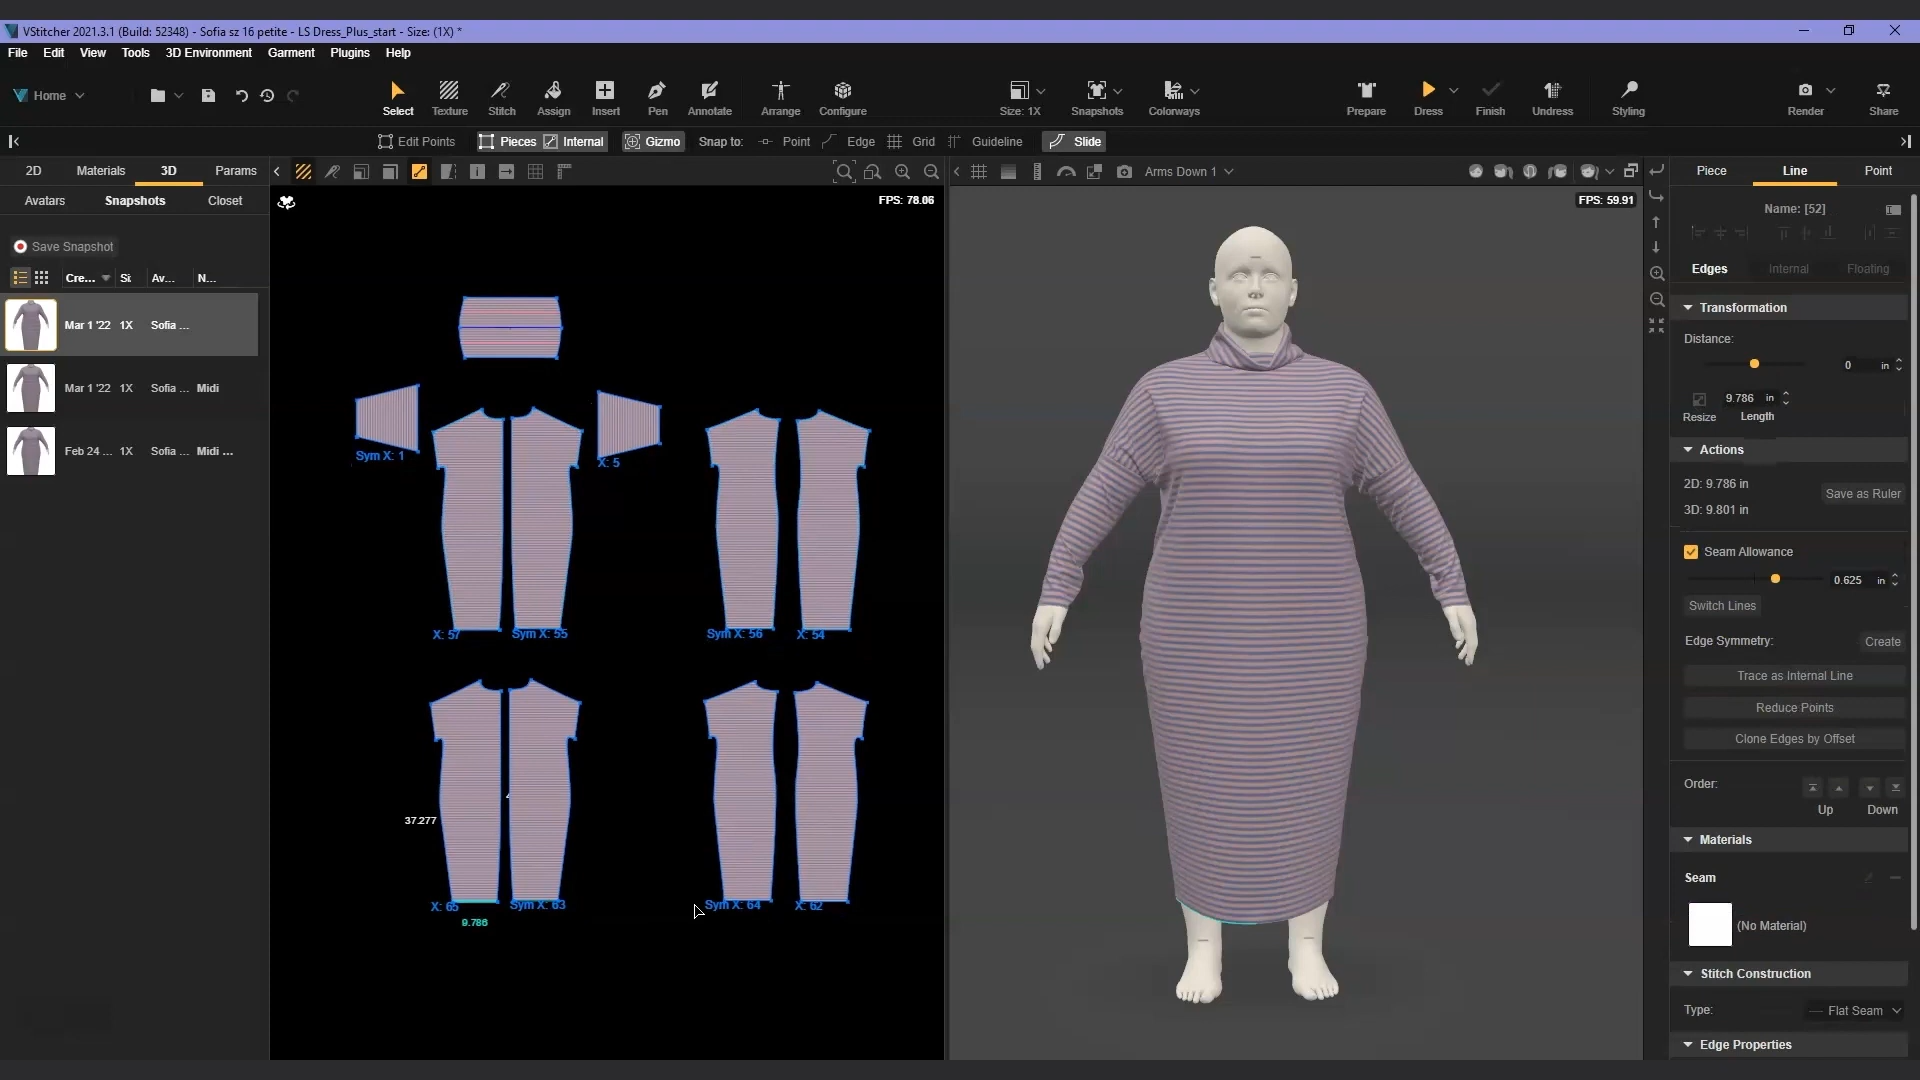 VStitcher 2021.3.1 (Build: 52348) - Sofia sz 16 petite - LS Dress_Plus_start - Size: (1X) *
File Edit View Tools 3D Environment Garment Plugins Help
Home
Select Texture Stitch Assign Insert Pen Annotate Arrange Configure Size: 1X Snapshots Colorways Prepare Dress Finish Undress Styling Render Share
Edit Points Pieces Internal Gizmo Snap to: Point Edge Grid Guideline Slide
2D Materials 3D Params
Arms Down 1
Piece Line Point
Avatars Snapshots Closet
FPS: 78.06
FPS: 59.91
Name: [52]
Save Snapshot
Cre... Si Av... N...
Edges Internal Floating
Mar 1 '22 1X Sofia ...
Mar 1 '22 1X Sofia ... Midi
Feb 24 ... 1X Sofia ... Midi ...
Transformation
Distance:
0 in
9.786 in
Resize Length
Actions
2D: 9.786 in
Save as Ruler
3D: 9.801 in
Seam Allowance
0.625 in
Switch Lines
Edge Symmetry: Create
Trace as Internal Line
Reduce Points
Clone Edges by Offset
Order:
Up Down
Materials
Seam
(No Material)
Stitch Construction
Type: Flat Seam
Edge Properties
Sym X: 1
X: 5
X: 57
Sym X: 55
Sym X: 56
X: 54
37.277
X: 65
Sym X: 63
Sym X: 64
X: 62
9.786